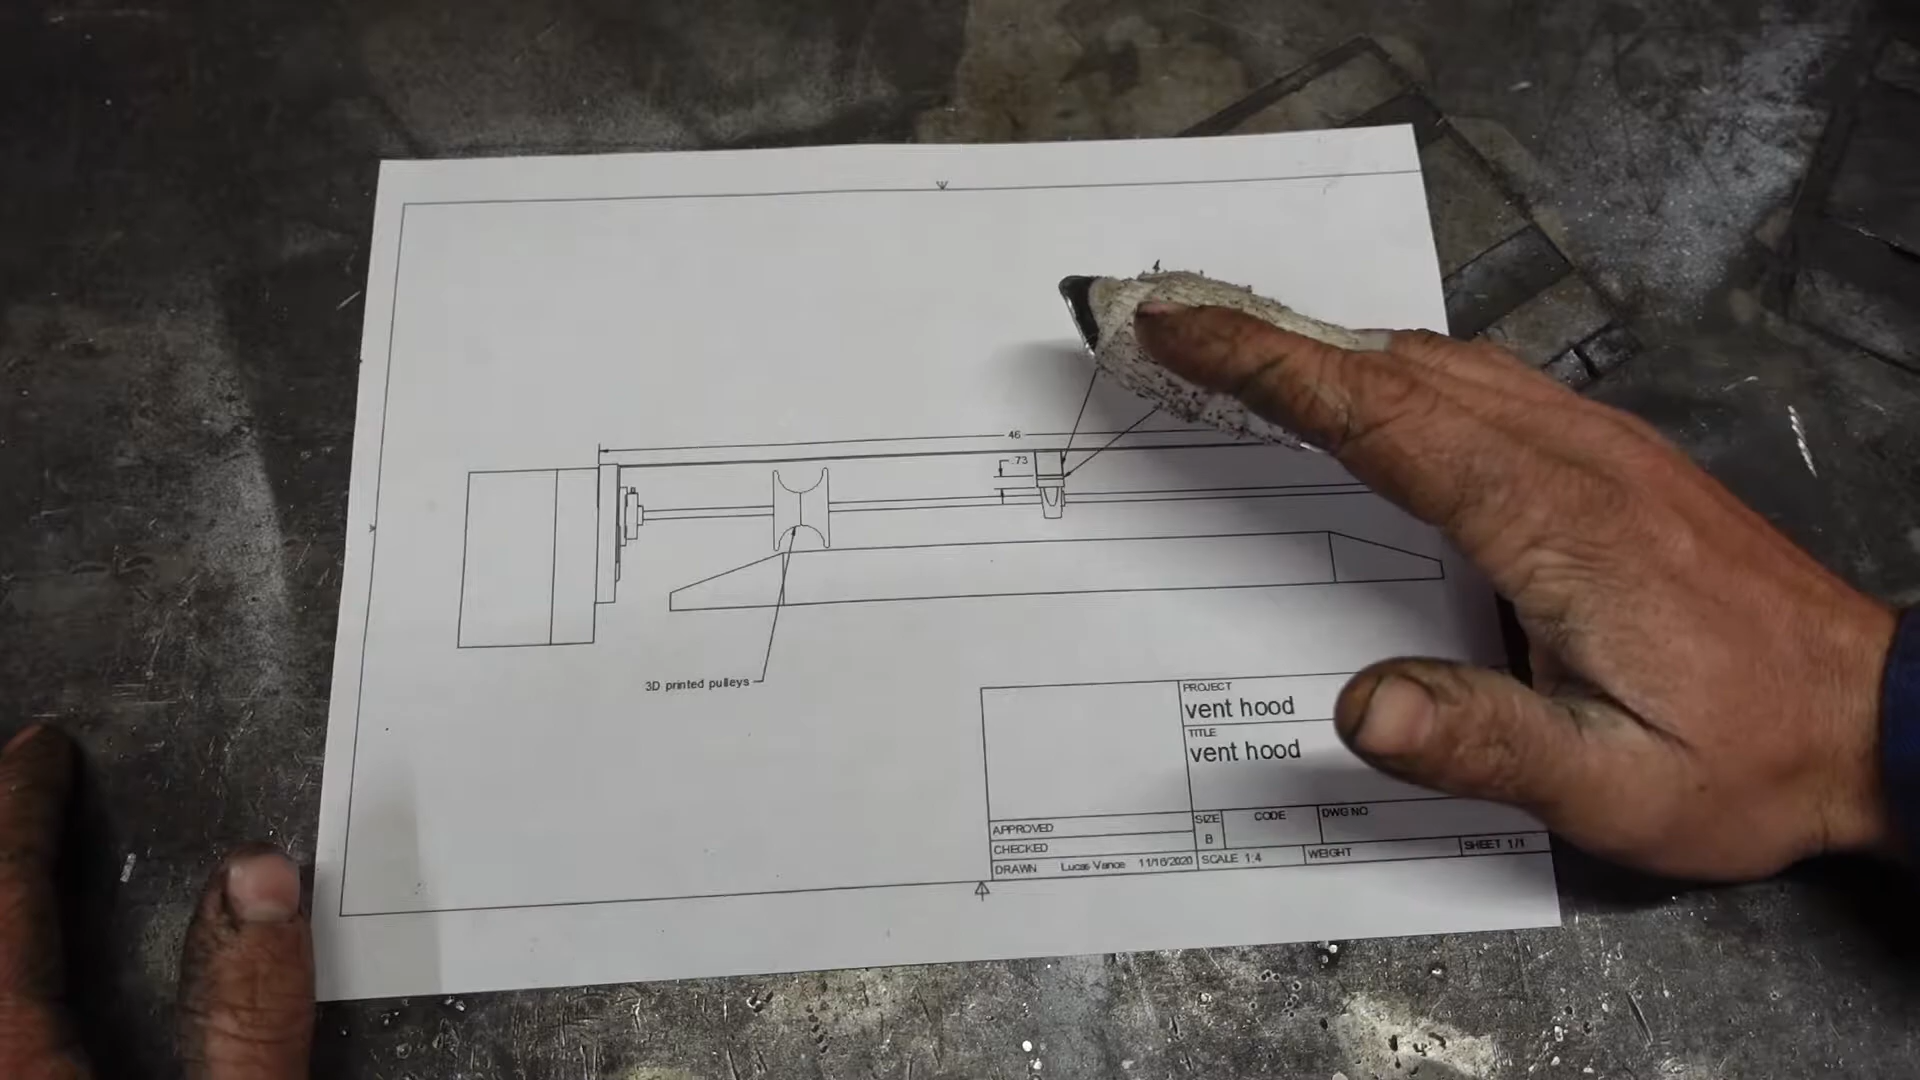 46
.73
3D printed pulleys
PROJECT
vent hood
TITLE
vent hood
APPROVED
CHECKED
DRAWN Lucas Vance 11/16/2020
SIZE
B
CODE
DWG NO
SCALE 1:4
WEIGHT
SHEET 1/1